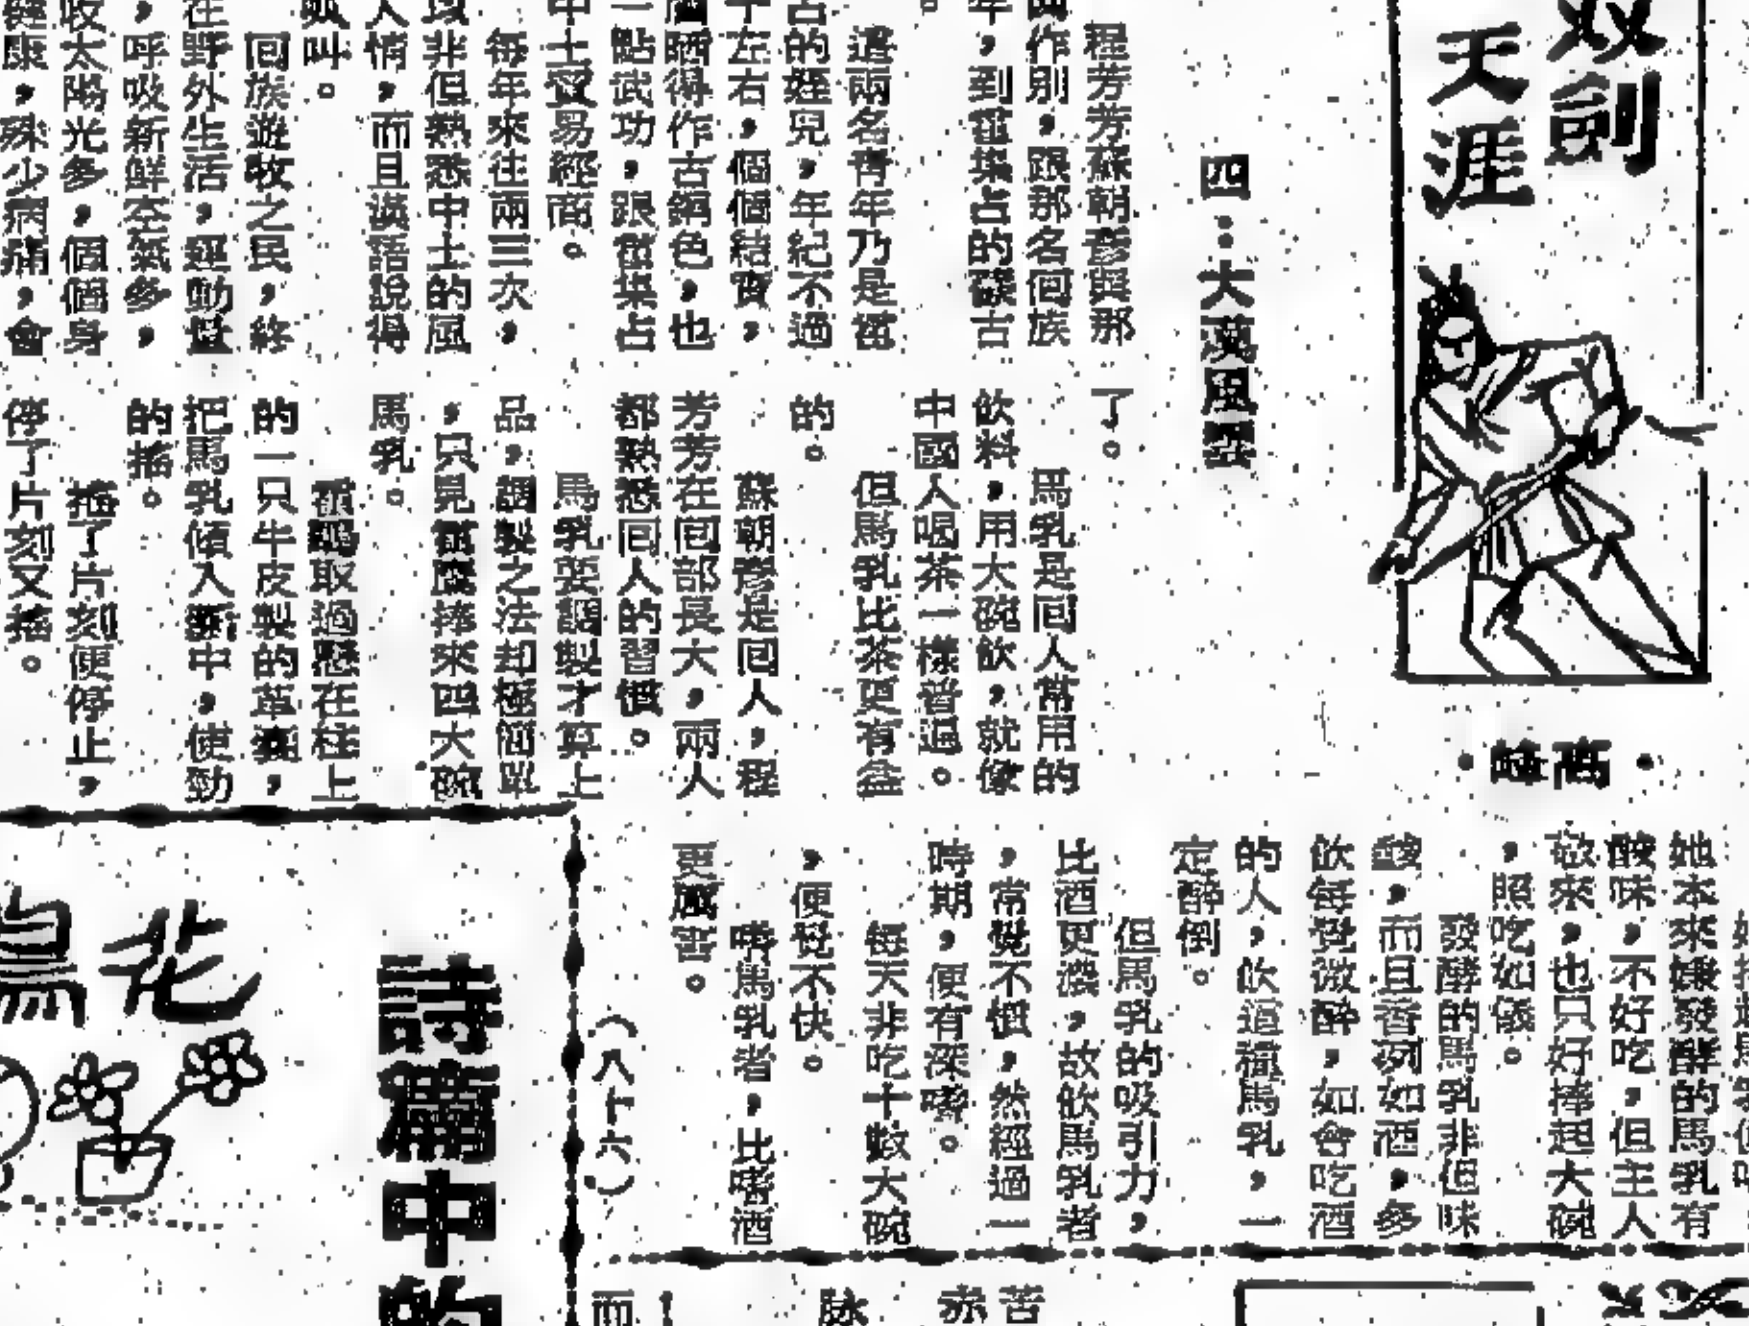 劍
天涯
・高峰・
四：大漠風雲
程芳芳蘇朝彥與那
作別，跟那名回族
年，到
占的礦古
這兩名青年乃是
占的姪兒，年紀不過
十左右，個個結實，
晒得作古銅色，也
一點武功，跟
占
中土貿易經商。
每年來往兩三次，
非但熟悉中土的風
人情，而且漢語說得
叫。
回族遊牧之民，終
在野外生活，運動量
，呼吸新鮮空氣多，
收太陽光多，個個身
健康，殊少病痛，會
了。
馬乳是回人常用的
飲料，用大碗飲，就像
中國人喝茶一樣普遍。
但馬乳比茶更有益
的。
蘇朝彥是回人，程
芳芳在回部長大，兩人
都熟悉回人的習慣。
馬乳要調製才算上
品，調製之法却極簡單
，只見
捧來四大碗
馬乳。
取過懸在柱上
的一只牛皮製的革囊，
把馬乳傾入囊中，使勁
的搖。
搖了片刻便停止，
停了片刻又搖。
她本來嫌發酵的馬乳有
酸味，不好吃，但主人
敬來，也只好捧起大碗
，照吃如儀。
發酵的馬乳非但味
酸，而且香冽如酒，多
飲每覺微醉，如會吃酒
的人，飲這種馬乳，一
定醉倒。
但馬乳的吸引力，
比酒更濃，故飲馬乳者
，常覺不慣，然經過一
時期，便有深嗜。
每天非吃十數大碗
，便覺不快。
嗜馬乳者，比嗜酒
更厲害。
（八十六）
詩篇中的
花鳥
苦
赤
脉
！
而